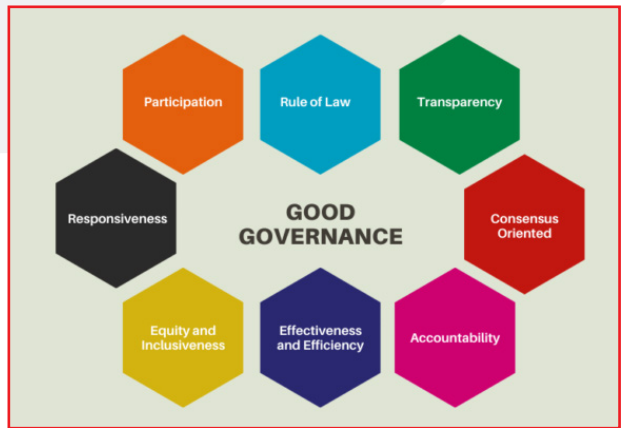 Participation
Rule of Law
Transparency
Responsiveness
GOOD
GOVERNANCE
Consensus
Oriented
Equity and
Inclusiveness
Effectiveness
and Efficiency
Accountability